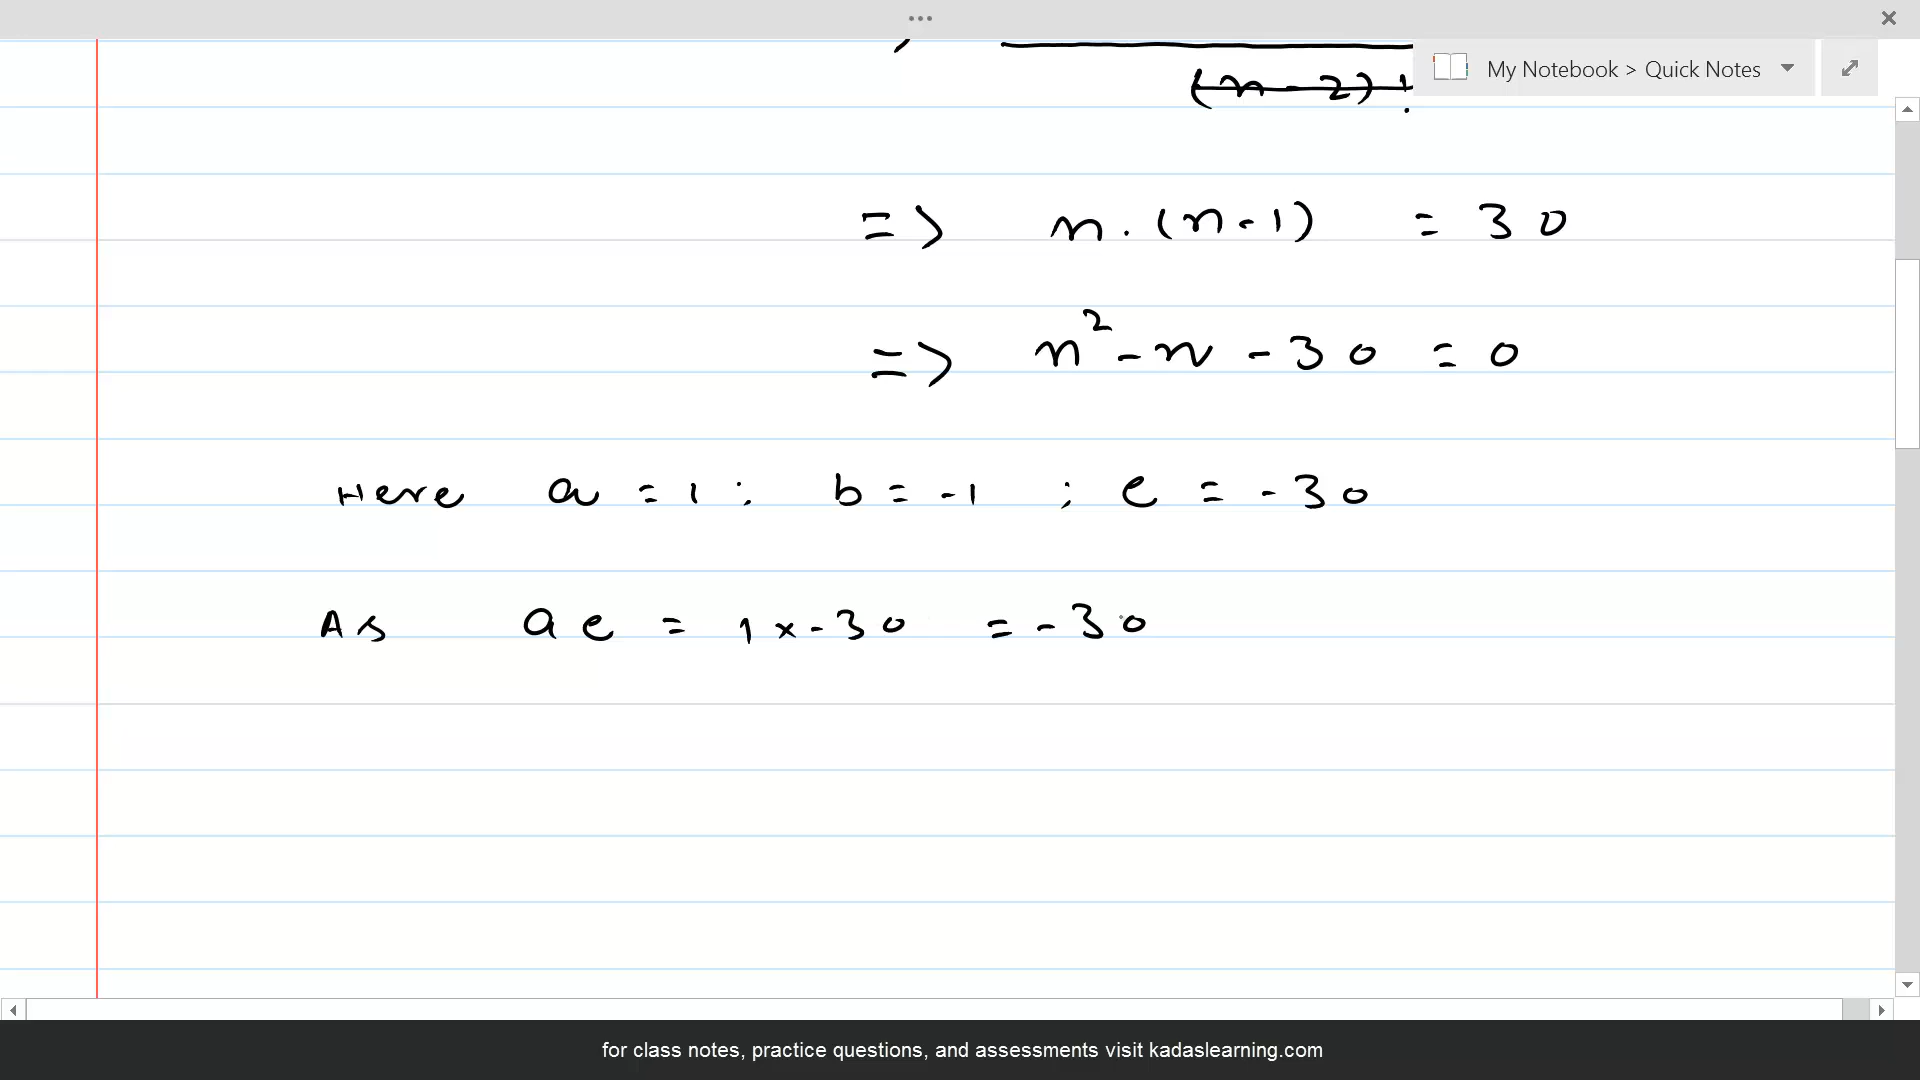 ...
My Notebook > Quick Notes
(n-2)!
=> n.(n-1) = 30
=> n² - n - 30 = 0
Here a = 1 ; b = -1 ; c = -30
As ac = 1 x -30 = -30
for class notes, practice questions, and assessments visit kadaslearning.com